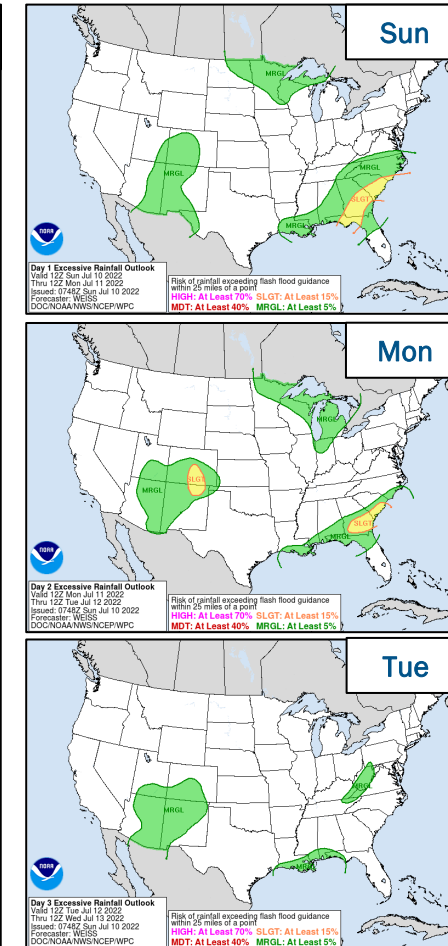 Sun
MRGL
MRGL
MRGL
SLGT
MRGL
NOAA
Day 1 Excessive Rainfall Outlook
Valid 12Z Sun Jul 10 2022
Thru 12Z Mon Jul 11 2022
Issued: 0748Z Sun Jul 10 2022
Forecaster: WEISS
DOC/NOAA/NWS/NCEP/WPC
Risk of rainfall exceeding flash flood guidance
within 25 miles of a point
HIGH: At Least 70% SLGT: At Least 15%
MDT: At Least 40% MRGL: At Least 5%
Mon
MRGL
SLGT
MRGL
SLGT
MRGL
NOAA
Day 2 Excessive Rainfall Outlook
Valid 12Z Mon Jul 11 2022
Thru 12Z Tue Jul 12 2022
Issued: 0748Z Sun Jul 10 2022
Forecaster: WEISS
DOC/NOAA/NWS/NCEP/WPC
Risk of rainfall exceeding flash flood guidance
within 25 miles of a point
HIGH: At Least 70% SLGT: At Least 15%
MDT: At Least 40% MRGL: At Least 5%
Tue
MRGL
MRGL
MRGL
NOAA
Day 3 Excessive Rainfall Outlook
Valid 12Z Tue Jul 12 2022
Thru 12Z Wed Jul 13 2022
Issued: 0748Z Sun Jul 10 2022
Forecaster: WEISS
DOC/NOAA/NWS/NCEP/WPC
Risk of rainfall exceeding flash flood guidance
within 25 miles of a point
HIGH: At Least 70% SLGT: At Least 15%
MDT: At Least 40% MRGL: At Least 5%